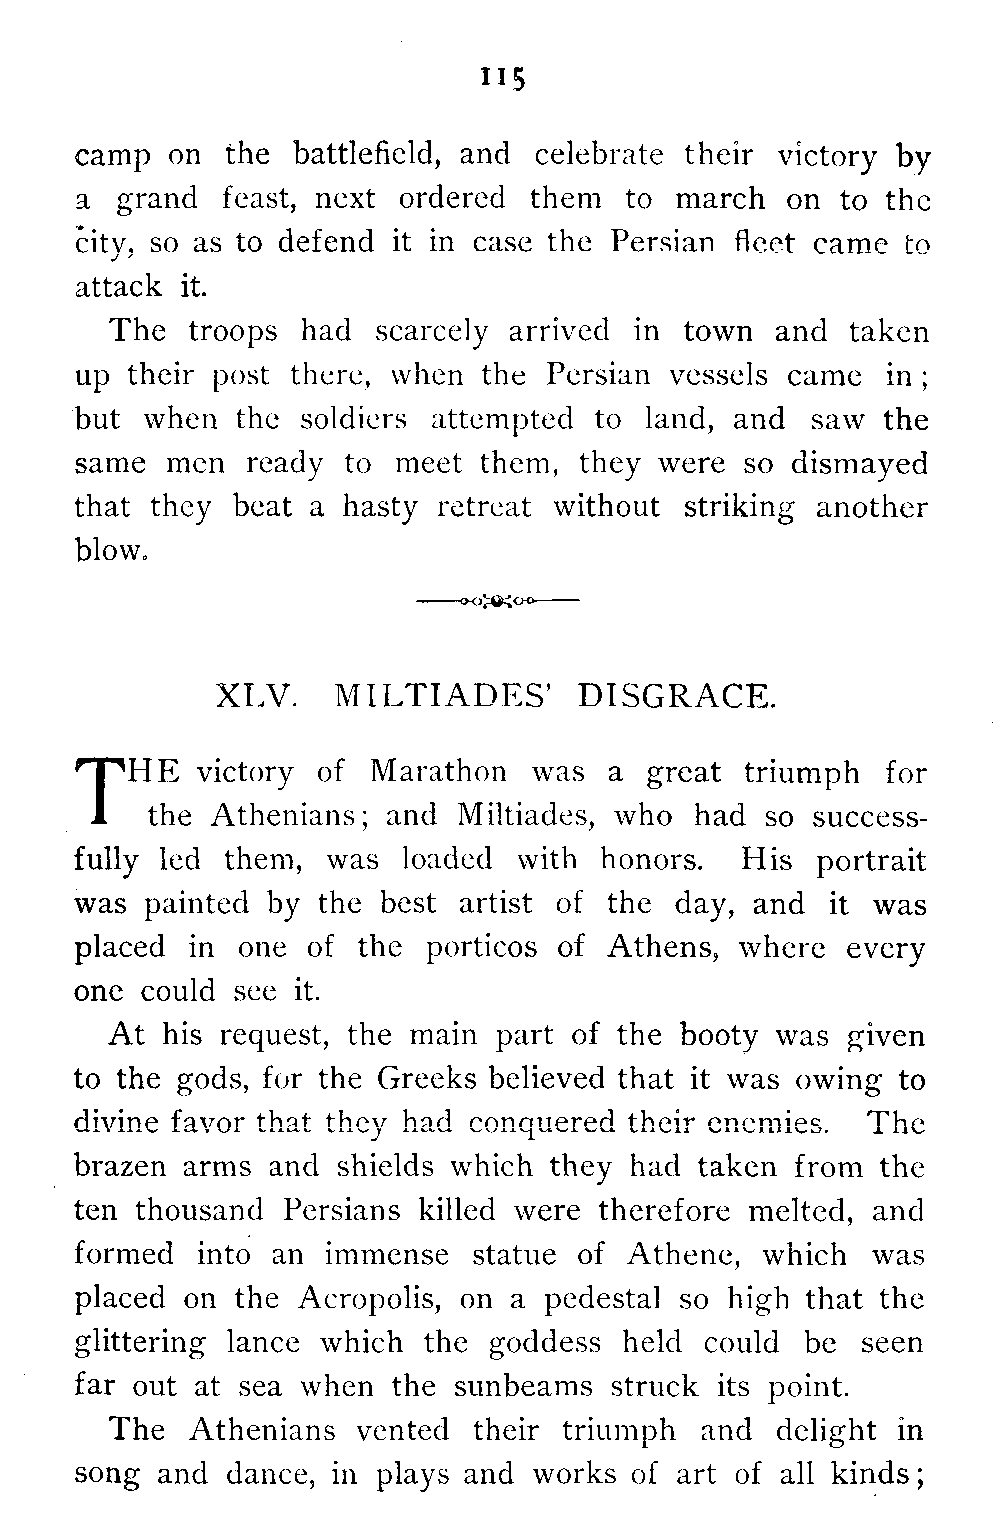 115
camp on the battlefield, and celebrate their victory by
a grand feast, next ordered them to march on to the
city, so as to defend it in case the Persian fleet came to
attack it.
The troops had scarcely arrived in town and taken
up their post there, when the Persian vessels came in;
but when the soldiers attempted to land, and saw the
same men ready to meet them, they were so dismayed
that they beat a hasty retreat without striking another
blow.
XLV. MILTIADES' DISGRACE.
THE victory of Marathon was a great triumph for
the Athenians; and Miltiades, who had so success-
fully led them, was loaded with honors. His portrait
was painted by the best artist of the day, and it was
placed in one of the porticos of Athens, where every
one could see it.
At his request, the main part of the booty was given
to the gods, for the Greeks believed that it was owing to
divine favor that they had conquered their enemies. The
brazen arms and shields which they had taken from the
ten thousand Persians killed were therefore melted, and
formed into an immense statue of Athene, which was
placed on the Acropolis, on a pedestal so high that the
glittering lance which the goddess held could be seen
far out at sea when the sunbeams struck its point.
The Athenians vented their triumph and delight in
song and dance, in plays and works of art of all kinds;